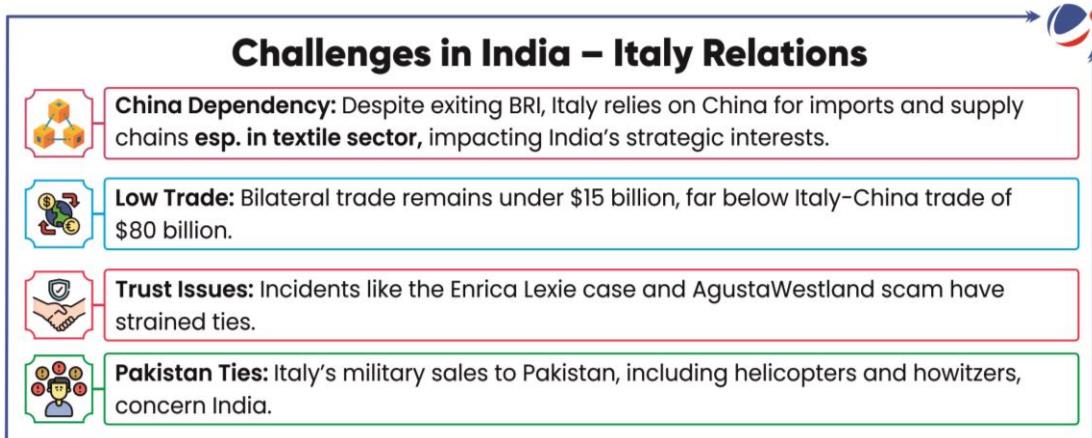 Challenges in India – Italy Relations
China Dependency: Despite exiting BRI, Italy relies on China for imports and supply
chains esp. in textile sector, impacting India's strategic interests.
Low Trade: Bilateral trade remains under $15 billion, far below Italy-China trade of
$80 billion.
Trust Issues: Incidents like the Enrica Lexie case and AgustaWestland scam have
strained ties.
Pakistan Ties: Italy's military sales to Pakistan, including helicopters and howitzers,
concern India.